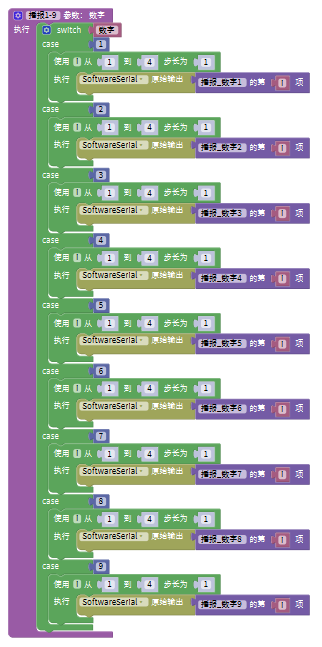 播报1-9 参数: 数字
执行 switch 数字
case 1
使用 i 从 1 到 4 步长为 1
执行 SoftwareSerial 原始输出 播报_数字1 的第 i 项
case 2
使用 i 从 1 到 4 步长为 1
执行 SoftwareSerial 原始输出 播报_数字2 的第 i 项
case 3
使用 i 从 1 到 4 步长为 1
执行 SoftwareSerial 原始输出 播报_数字3 的第 i 项
case 4
使用 i 从 1 到 4 步长为 1
执行 SoftwareSerial 原始输出 播报_数字4 的第 i 项
case 5
使用 i 从 1 到 4 步长为 1
执行 SoftwareSerial 原始输出 播报_数字5 的第 i 项
case 6
使用 i 从 1 到 4 步长为 1
执行 SoftwareSerial 原始输出 播报_数字6 的第 i 项
case 7
使用 i 从 1 到 4 步长为 1
执行 SoftwareSerial 原始输出 播报_数字7 的第 i 项
case 8
使用 i 从 1 到 4 步长为 1
执行 SoftwareSerial 原始输出 播报_数字8 的第 i 项
case 9
使用 i 从 1 到 4 步长为 1
执行 SoftwareSerial 原始输出 播报_数字9 的第 i 项